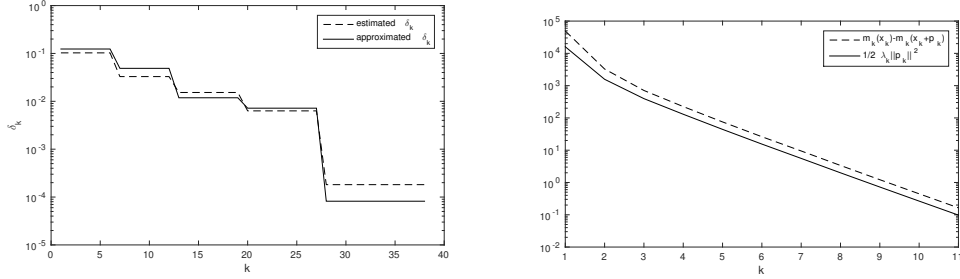 10^0
10^-1
10^-2
10^-3
10^-4
10^-5
δ_k
0 5 10 15 20 25 30 35 40
k
estimated δ_k
approximated δ_k
10^5
10^4
10^3
10^2
10^1
10^0
10^-1
10^-2
1 2 3 4 5 6 7 8 9 10 11
k
m_k(x_k)-m_k(x_k+p_k)
1/2 λ_k||p_k||^2